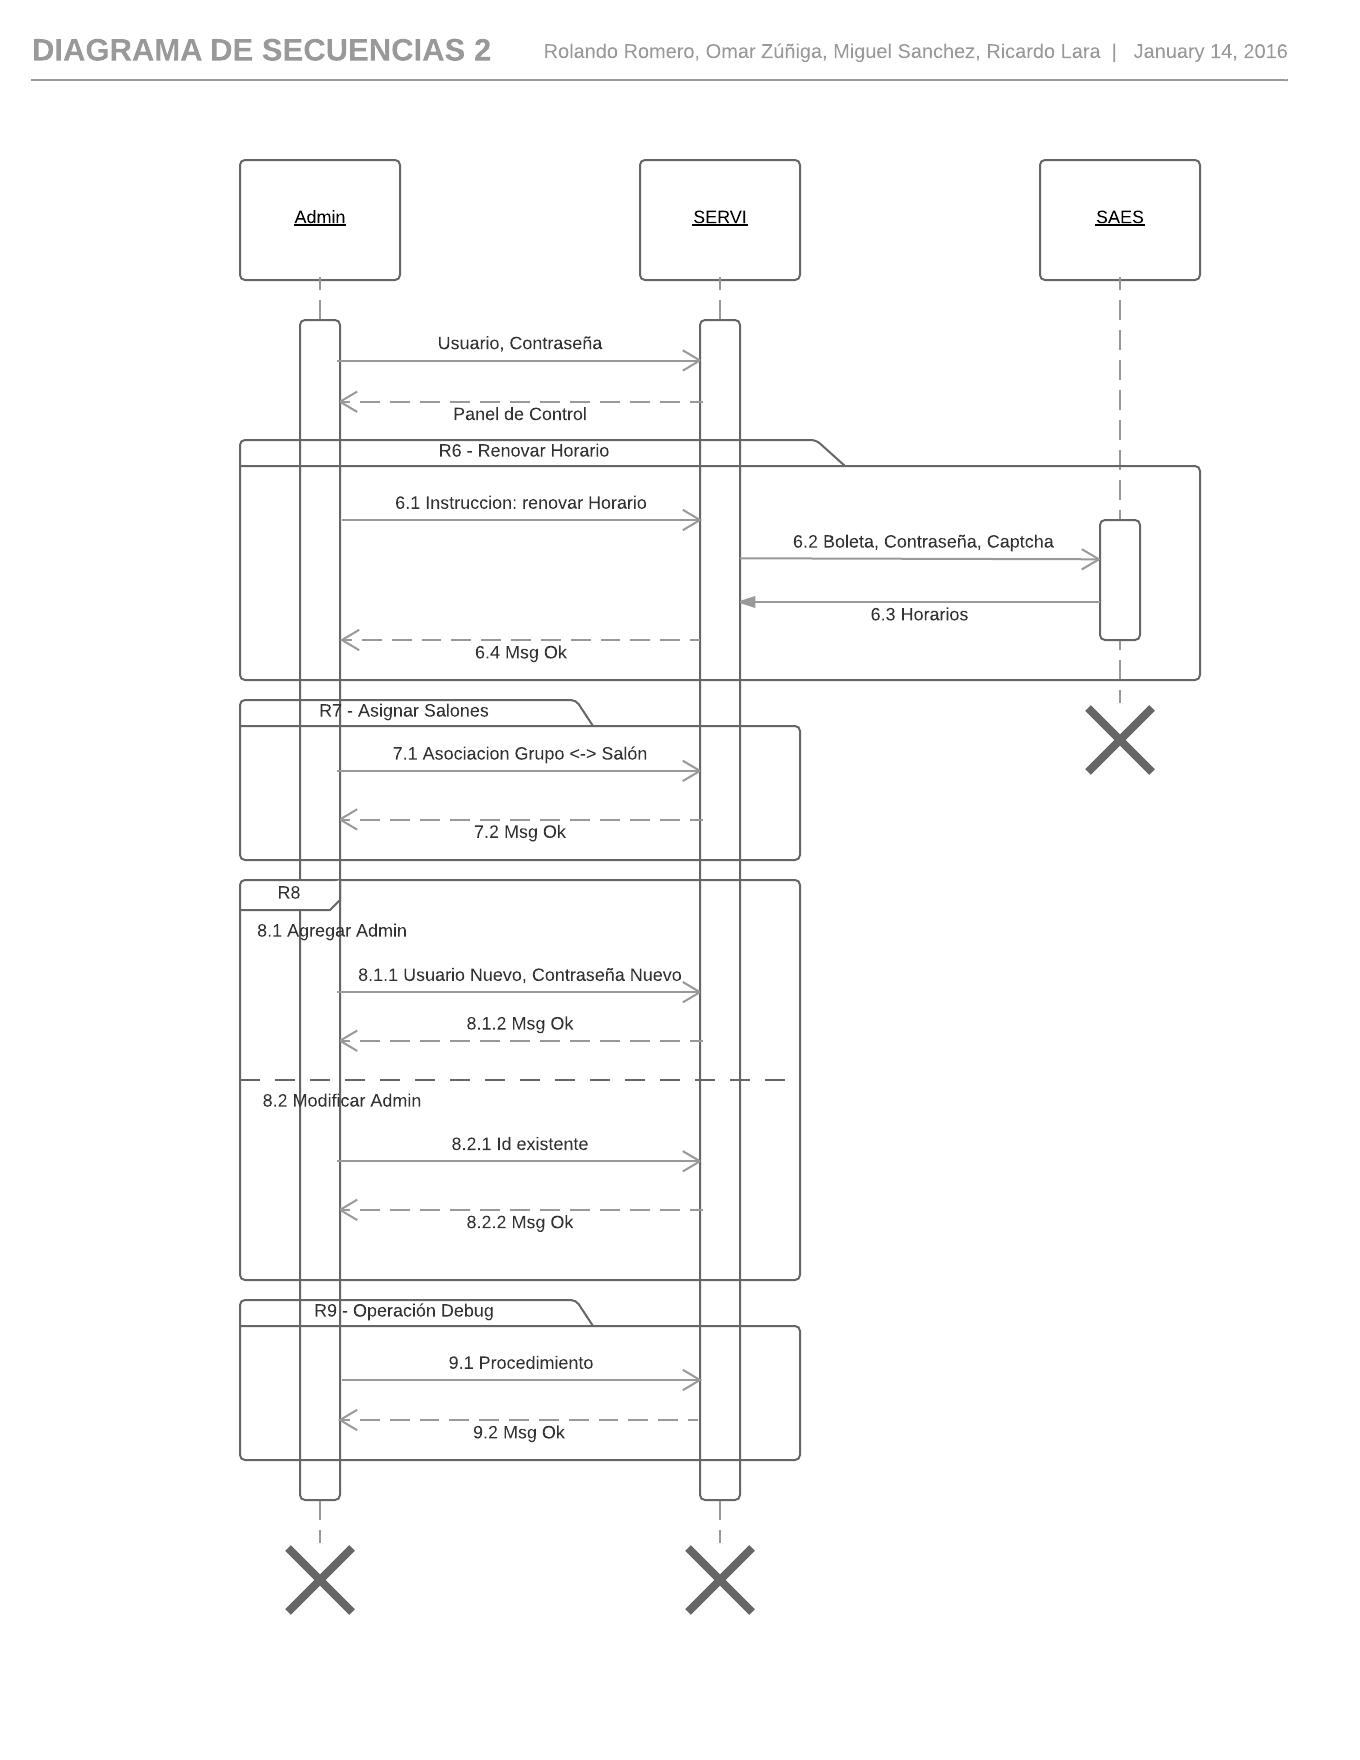 DIAGRAMA DE SECUENCIAS 2
Rolando Romero, Omar Zúñiga, Miguel Sanchez, Ricardo Lara | January 14, 2016
Admin
SERVI
SAES
Usuario, Contraseña
Panel de Control
R6 - Renovar Horario
6.1 Instruccion: renovar Horario
6.2 Boleta, Contraseña, Captcha
6.3 Horarios
6.4 Msg Ok
R7 - Asignar Salones
7.1 Asociacion Grupo <-> Salón
7.2 Msg Ok
R8
8.1 Agregar Admin
8.1.1 Usuario Nuevo, Contraseña Nuevo
8.1.2 Msg Ok
8.2 Modificar Admin
8.2.1 Id existente
8.2.2 Msg Ok
R9 - Operación Debug
9.1 Procedimiento
9.2 Msg Ok